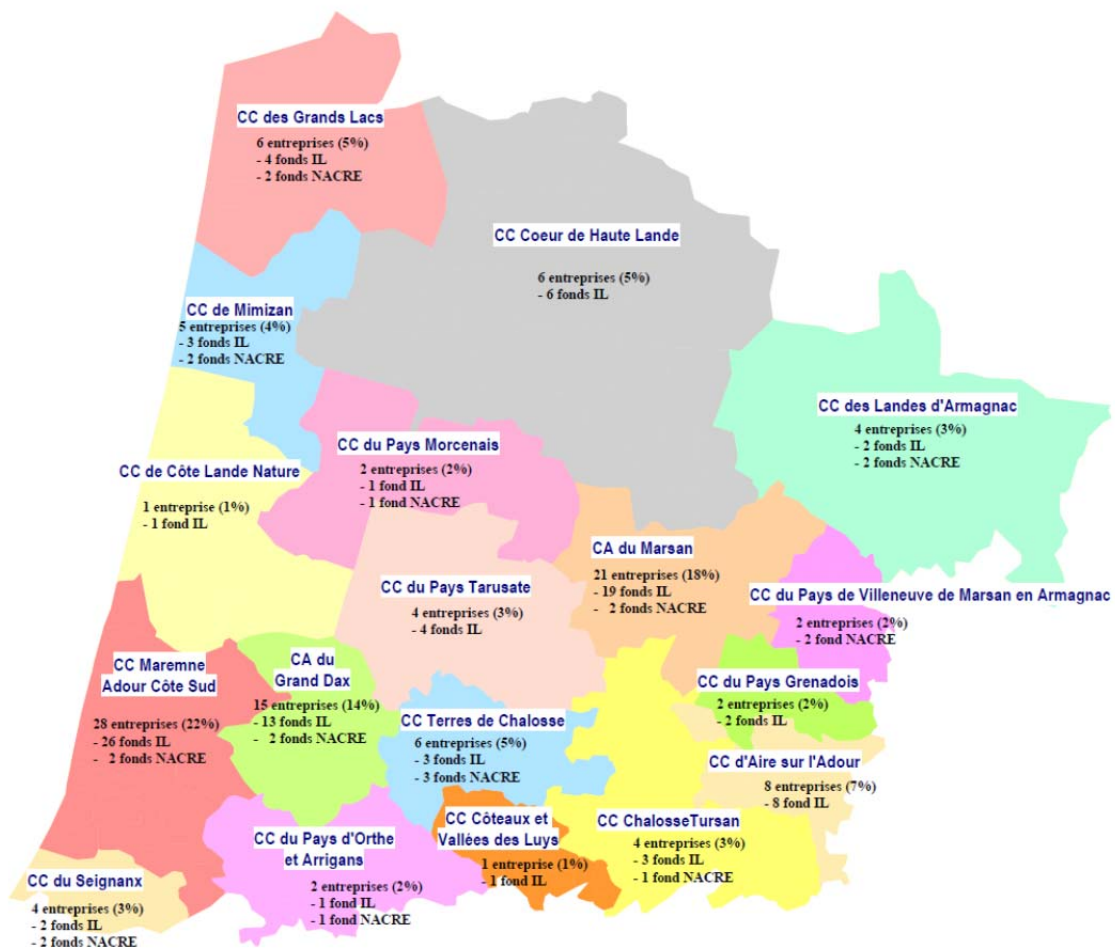 CC des Grands Lacs
6 entreprises (5%)
- 4 fonds IL
- 2 fonds NACRE
CC Coeur de Haute Lande
6 entreprises (5%)
- 6 fonds IL
CC de Mimizan
5 entreprises (4%)
- 3 fonds IL
- 2 fonds NACRE
CC des Landes d'Armagnac
4 entreprises (3%)
- 2 fonds IL
- 2 fonds NACRE
CC du Pays Morcenais
2 entreprises (2%)
- 1 fond IL
- 1 fond NACRE
CC de Côte Lande Nature
1 entreprise (1%)
- 1 fond IL
CA du Marsan
21 entreprises (18%)
- 19 fonds IL
- 2 fonds NACRE
CC du Pays Tarusate
4 entreprises (3%)
- 4 fonds IL
CC du Pays de Villeneuve de Marsan en Armagnac
2 entreprises (2%)
- 2 fond NACRE
CC Maremne
Adour Côte Sud
28 entreprises (22%)
- 26 fonds IL
- 2 fonds NACRE
CA du
Grand Dax
15 entreprises (14%)
- 13 fonds IL
- 2 fonds NACRE
CC du Pays Grenadois
2 entreprises (2%)
- 2 fond IL
CC Terres de Chalosse
6 entreprises (5%)
- 3 fonds IL
- 3 fonds NACRE
CC d'Aire sur l'Adour
8 entreprises (7%)
- 8 fond IL
CC du Pays d'Orthe
et Arrigans
2 entreprises (2%)
- 1 fond IL
- 1 fond NACRE
CC Côteaux et
Vallées des Luys
1 entreprise (1%)
- 1 fond IL
CC ChalosseTursan
4 entreprises (3%)
- 3 fonds IL
- 1 fond NACRE
CC du Seignanx
4 entreprises (3%)
- 2 fonds IL
- 2 fonds NACRE